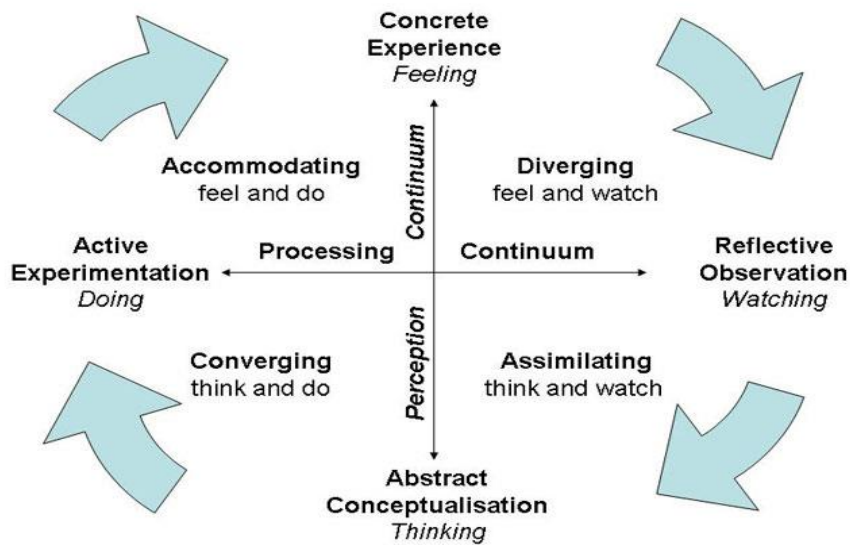 Concrete
Experience
Feeling
Accommodating
feel and do
Continuum
Diverging
feel and watch
Active
Experimentation
Doing
Processing
Continuum
Reflective
Observation
Watching
Converging
think and do
Perception
Assimilating
think and watch
Abstract
Conceptualisation
Thinking